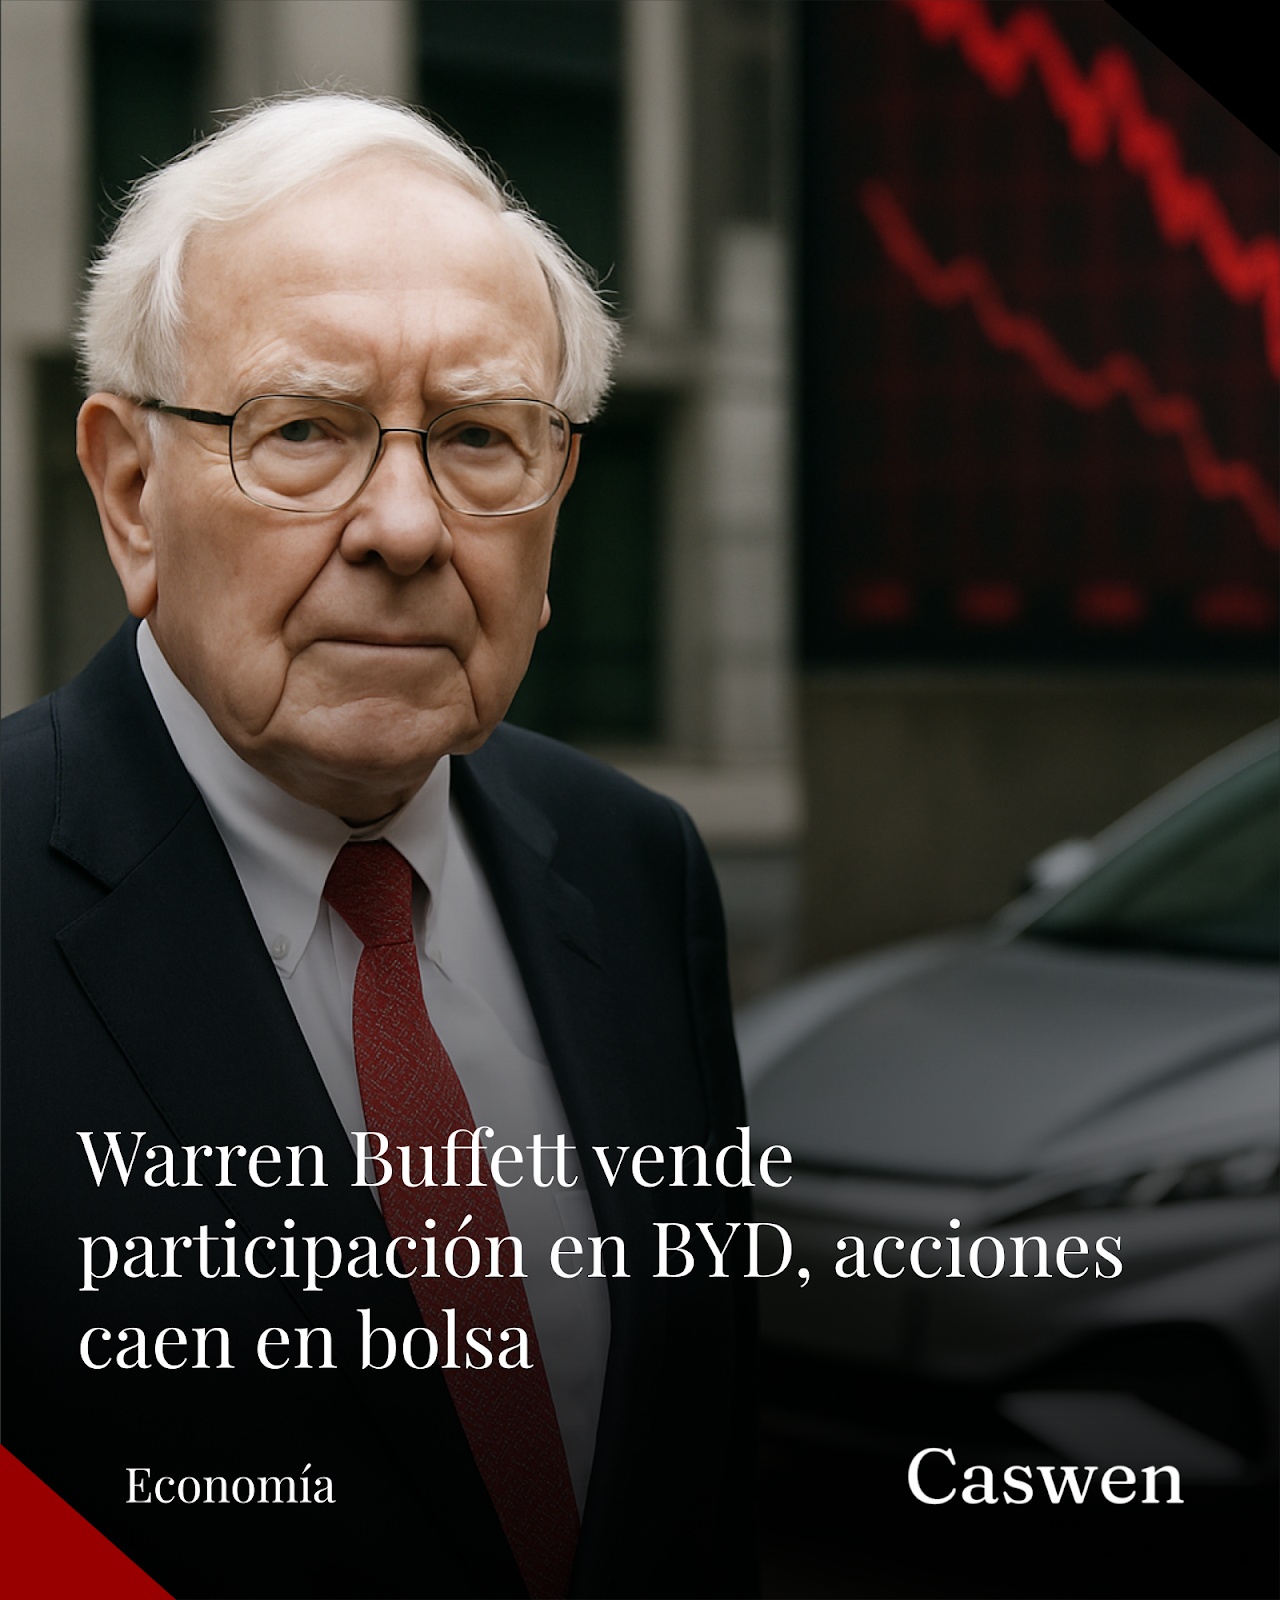 Warren Buffett vende
participación en BYD, acciones
caen en bolsa
Economía
Caswen